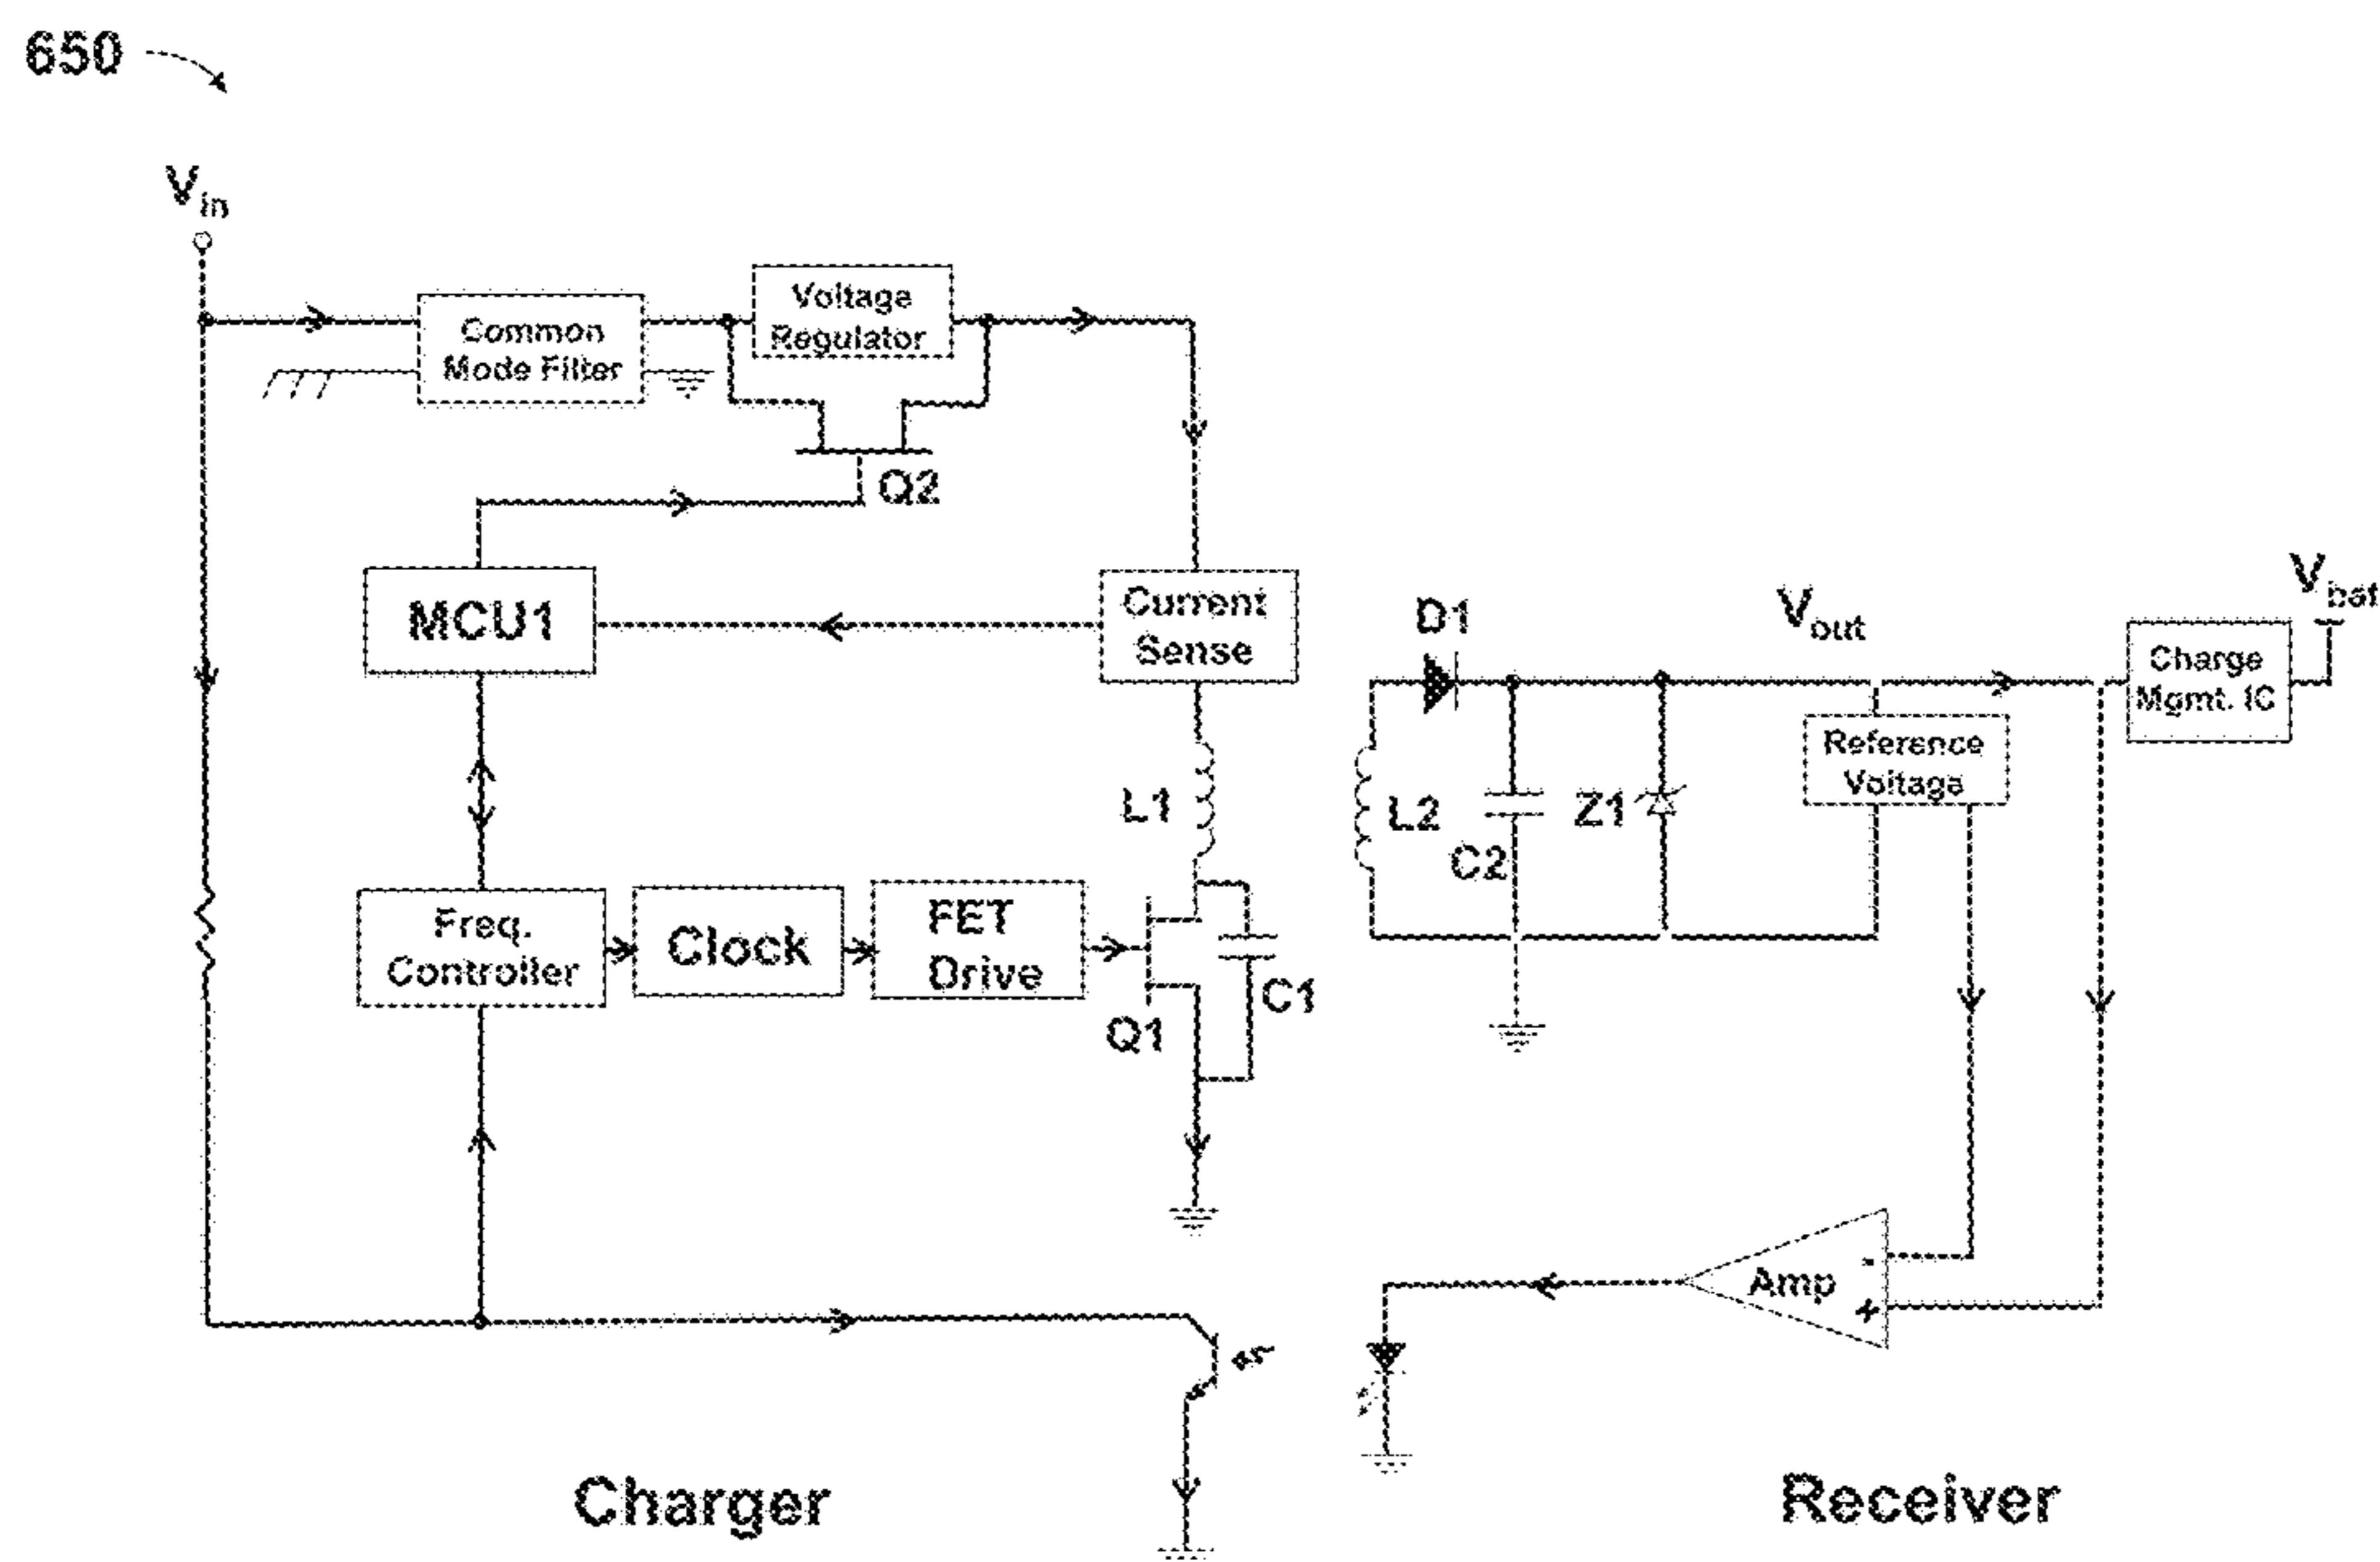 650
Vin
Common
Mode Filter
Voltage
Regulator
Q2
MCU1
Current
Sense
D1
Vout
Vbat
Charge
Mgmt. IC
Reference
Voltage
L1
L2
C2
Z1
Freq.
Controller
Clock
FET
Drive
Q1
C1
Amp
-
+
Charger
Receiver